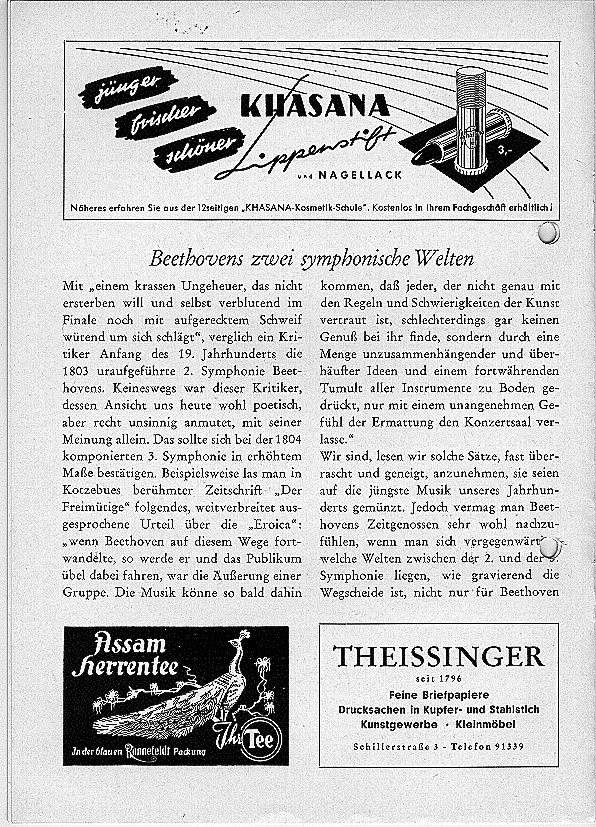 jünger
frischer
schöner
KHASANA
Lippenstift
und NAGELLACK
3,-
Näheres erfahren Sie aus der 12seitigen „KHASANA-Kosmetik-Schule". Kostenlos in Ihrem Fachgeschäft erhältlich!
Beethovens zwei symphonische Welten
Mit „einem krassen Ungeheuer, das nicht
ersterben will und selbst verblutend im
Finale noch mit aufgerecktem Schweif
wütend um sich schlägt“, verglich ein Kri-
tiker Anfang des 19. Jahrhunderts die
1803 uraufgeführte 2. Symphonie Beet-
hovens. Keineswegs war dieser Kritiker,
dessen Ansicht uns heute wohl poetisch,
aber recht unsinnig anmutet, mit seiner
Meinung allein. Das sollte sich bei der 1804
komponierten 3. Symphonie in erhöhtem
Maße bestätigen. Beispielsweise las man in
Kotzebues berühmter Zeitschrift „Der
Freimütige“ folgendes, weitverbreitet aus-
gesprochene Urteil über die „Eroica“:
„wenn Beethoven auf diesem Wege fort-
wandelte, so werde er und das Publikum
übel dabei fahren, war die Äußerung einer
Gruppe. Die Musik könne so bald dahin
kommen, daß jeder, der nicht genau mit
den Regeln und Schwierigkeiten der Kunst
vertraut ist, schlechterdings gar keinen
Genuß bei ihr finde, sondern durch eine
Menge unzusammenhängender und über-
häufter Ideen und einem fortwährenden
Tumult aller Instrumente zu Boden ge-
drückt, nur mit einem unangenehmen Ge-
fühl der Ermattung den Konzertsaal ver-
lasse.“
Wir sind, lesen wir solche Sätze, fast über-
rascht und geneigt, anzunehmen, sie seien
auf die jüngste Musik unseres Jahrhun-
derts gemünzt. Jedoch vermag man Beet-
hovens Zeitgenossen sehr wohl nachzu-
fühlen, wenn man sich
welche Welten zwischen der 2. und der
Symphonie liegen, wie gravierend die
Wegscheide ist, nicht nur für Beethoven
Assam
Herrentee
Ihr Tee
In der blauen Ronnefeldt Packung
THEISSINGER
seit 1796
Feine Briefpapiere
Drucksachen in Kupfer- und Stahlstich
Kunstgewerbe · Kleinmöbel
Schillerstraße 3 - Telefon 91339